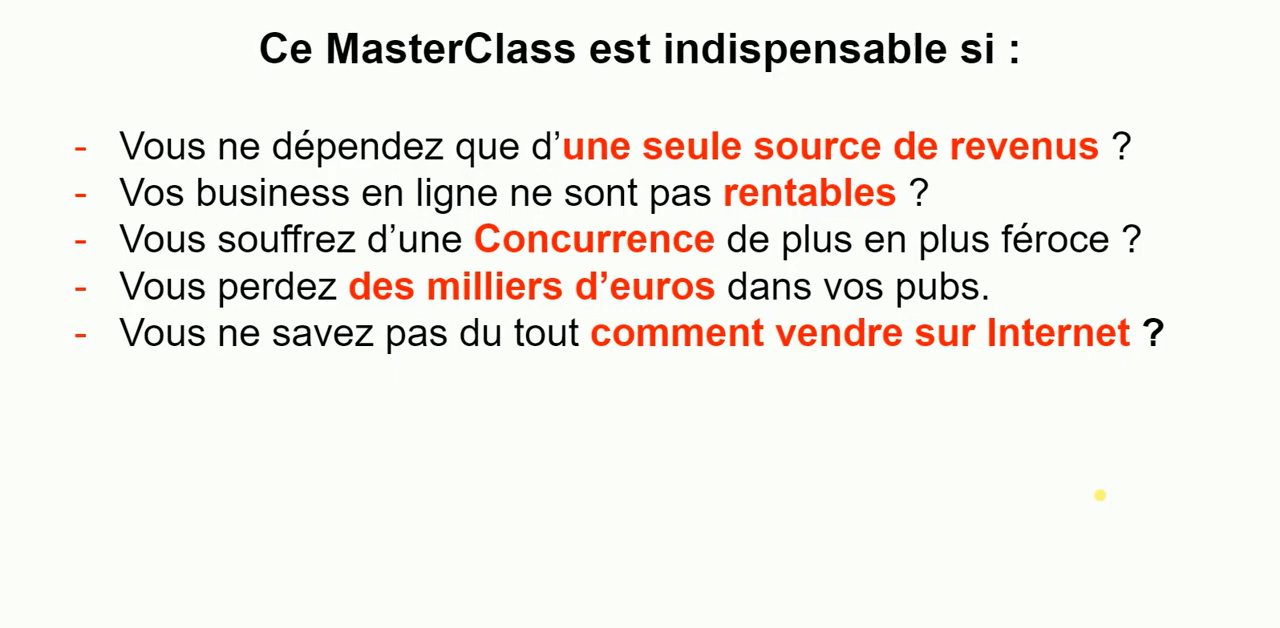 Ce MasterClass est indispensable si :
- Vous ne dépendez que d’une seule source de revenus ?
- Vos business en ligne ne sont pas rentables ?
- Vous souffrez d’une Concurrence de plus en plus féroce ?
- Vous perdez des milliers d’euros dans vos pubs.
- Vous ne savez pas du tout comment vendre sur Internet ?